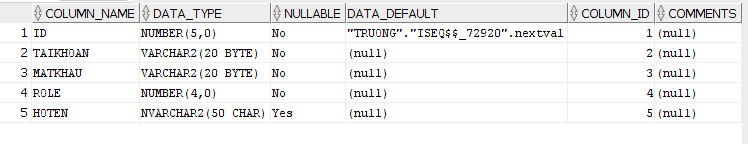 COLUMN_NAME DATA_TYPE NULLABLE DATA_DEFAULT COLUMN_ID COMMENTS
1 ID NUMBER(5,0) No "TRUONG"."ISEQ$$_72920".nextval 1 (null)
2 TAIKHOAN VARCHAR2(20 BYTE) No (null) 2 (null)
3 MATKHAU VARCHAR2(20 BYTE) No (null) 3 (null)
4 ROLE NUMBER(4,0) No (null) 4 (null)
5 HOTEN NVARCHAR2(50 CHAR) Yes (null) 5 (null)